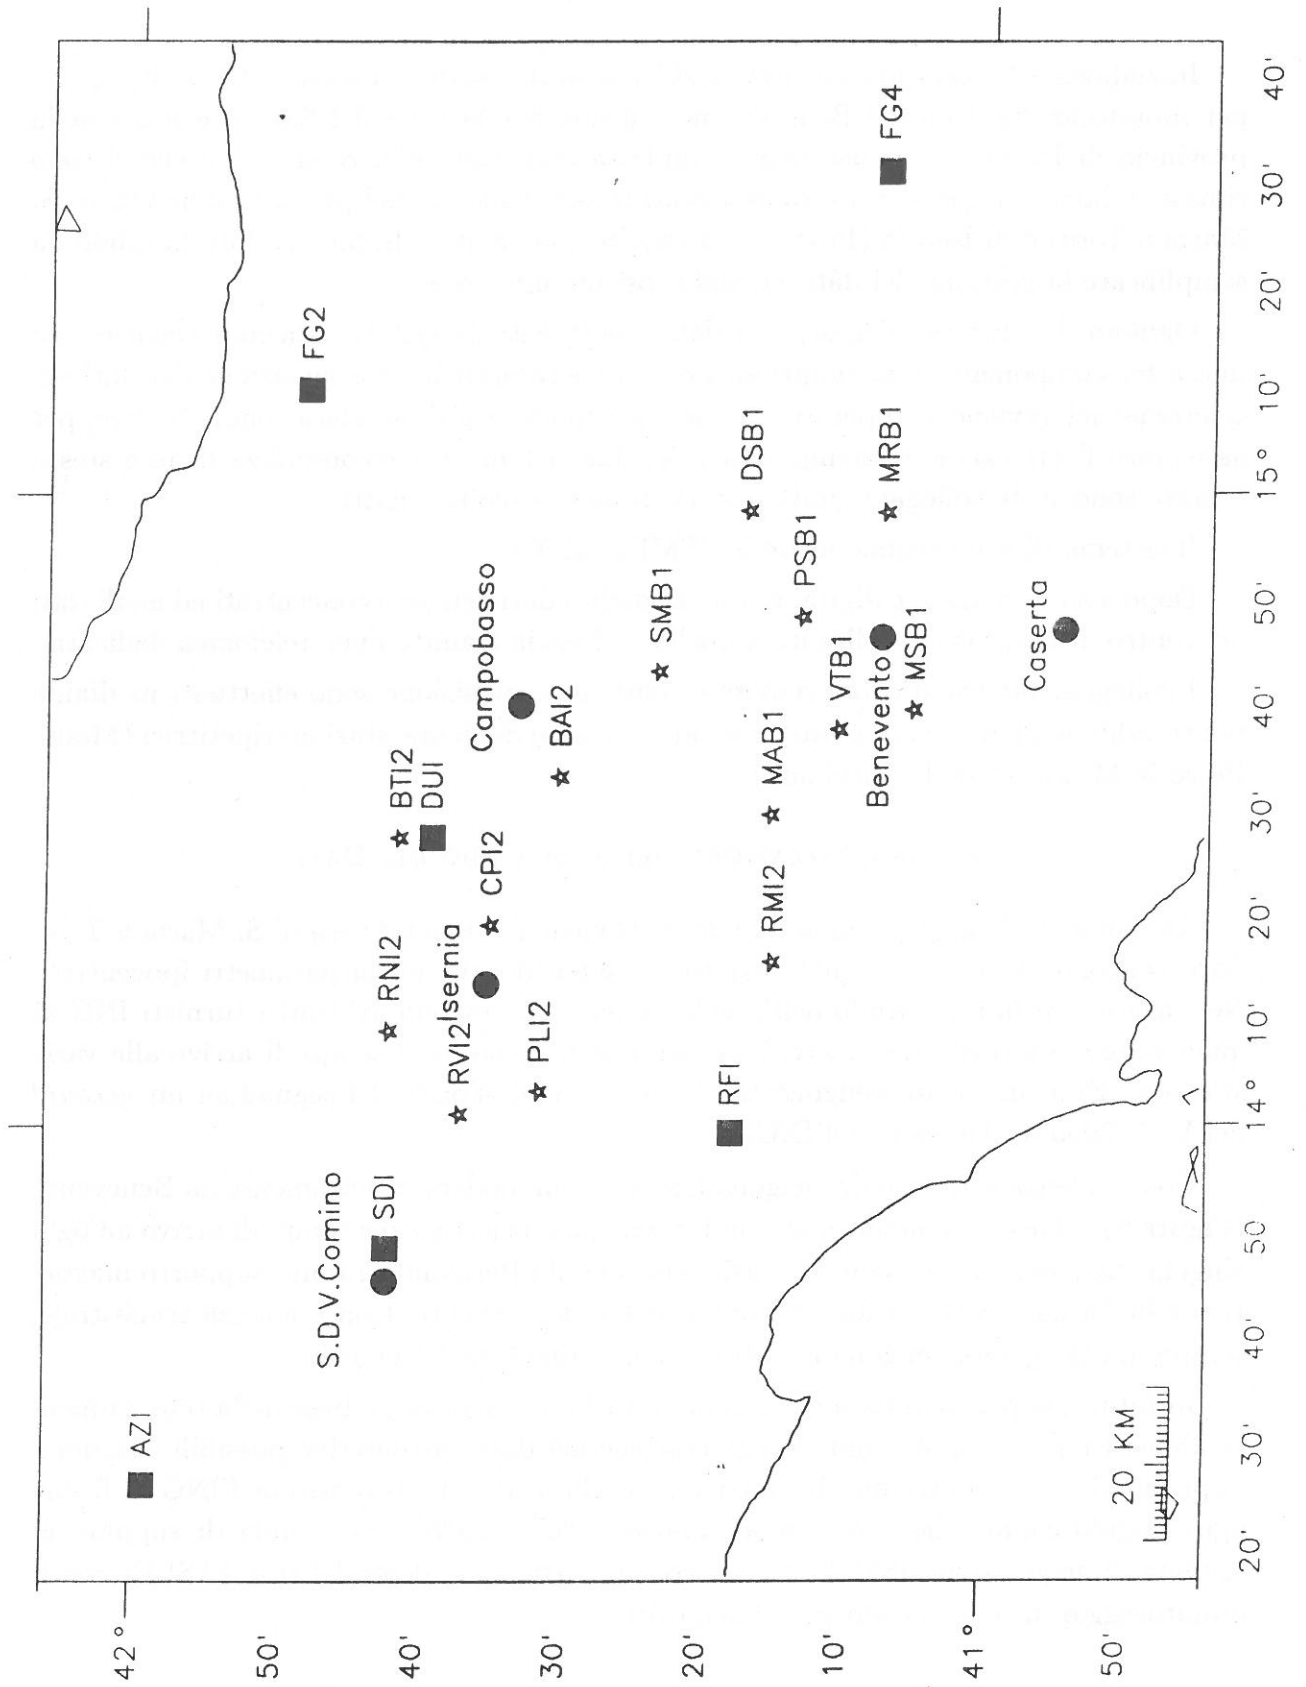 AZI
S.D.V.Comino
SDI
FG2
BTI2
DUI
RNI2
CPI2
Campobasso
Isernia
RVI2
PLI2
BAI2
SMB1
DSB1
RFI
RMI2
MAB1
PSB1
VTB1
Benevento
MSB1
MRB1
FG4
Caserta
20 KM
42°
50'
40'
30'
20'
10'
41°
50'
20'
30'
40'
50'
14°
10'
20'
30'
40'
50'
15°
10'
20'
30'
40'